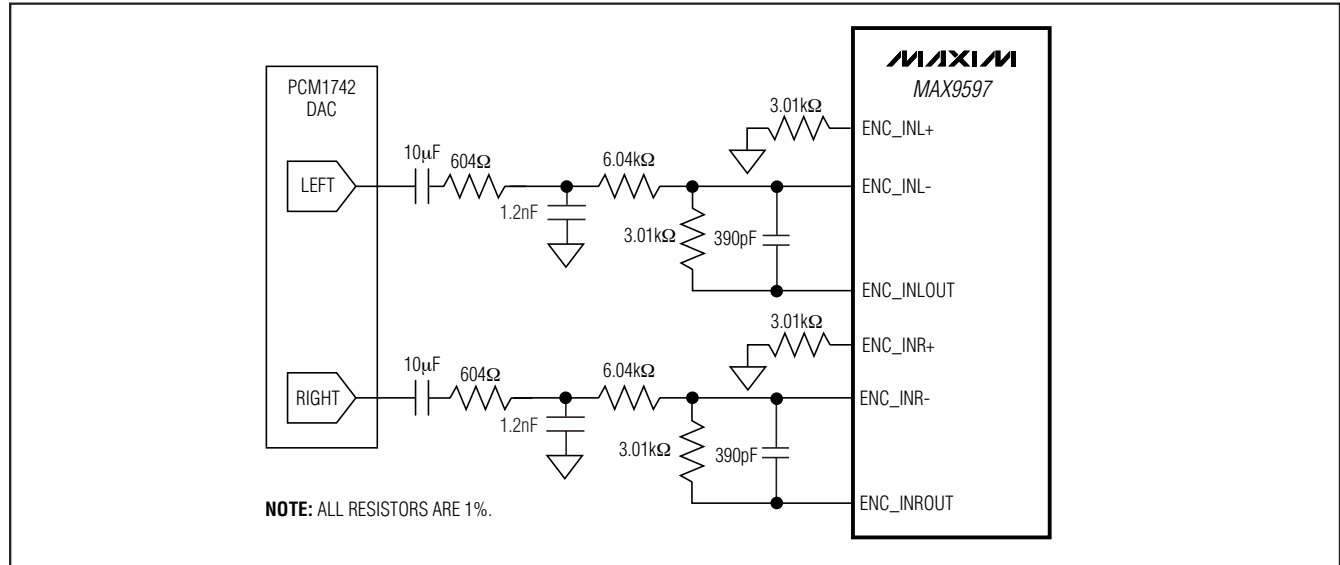 MAXIM
MAX9597
PCM1742
DAC
3.01kΩ
ENC_INL+
10µF
604Ω
6.04kΩ
LEFT
ENC_INL-
1.2nF
3.01kΩ
390pF
ENC_INLOUT
3.01kΩ
ENC_INR+
10µF
604Ω
6.04kΩ
RIGHT
ENC_INR-
1.2nF
3.01kΩ
390pF
ENC_INROUT
NOTE: ALL RESISTORS ARE 1%.